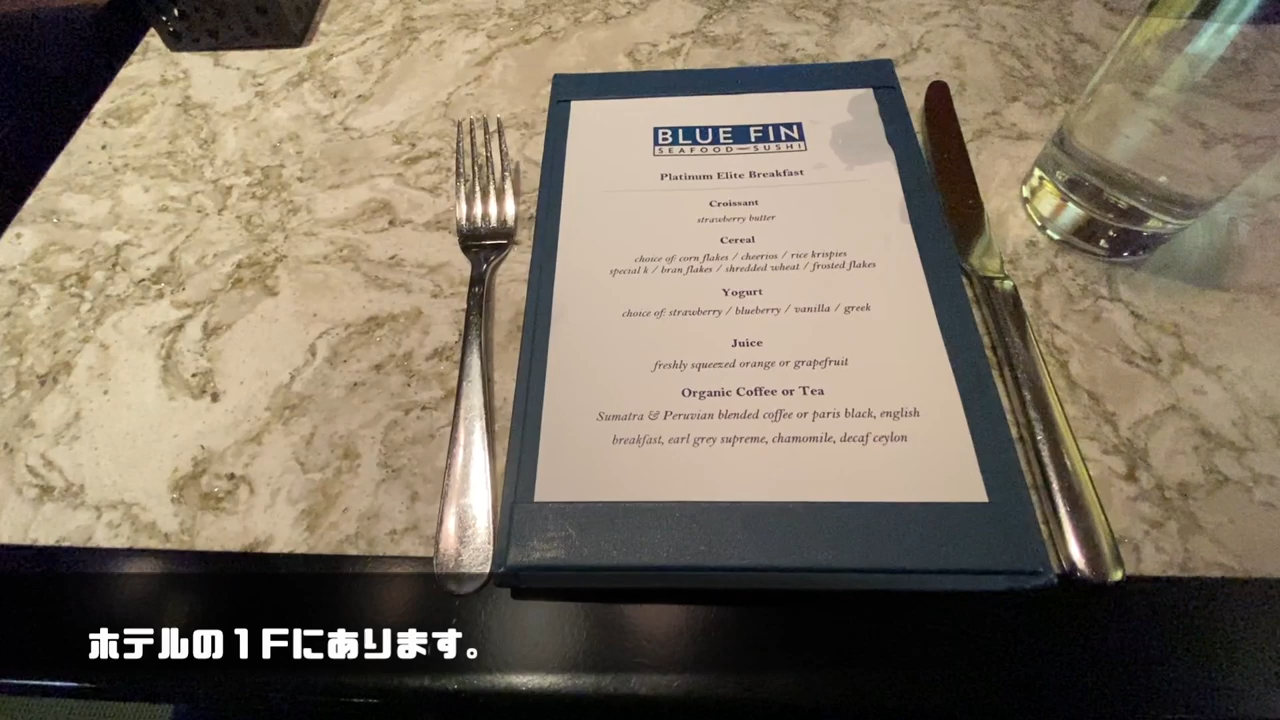 BLUE FIN
SEAFOOD—SUSHI
Platinum Elite Breakfast
Croissant
strawberry butter
Cereal
choice of: corn flakes / cheerios / rice krispies
special k / bran flakes / shredded wheat / frosted flakes
Yogurt
choice of: strawberry / blueberry / vanilla / greek
Juice
freshly squeezed orange or grapefruit
Organic Coffee or Tea
Sumatra & Peruvian blended coffee or paris black, english
breakfast, earl grey supreme, chamomile, decaf ceylon
ホテルの1Fにあります。